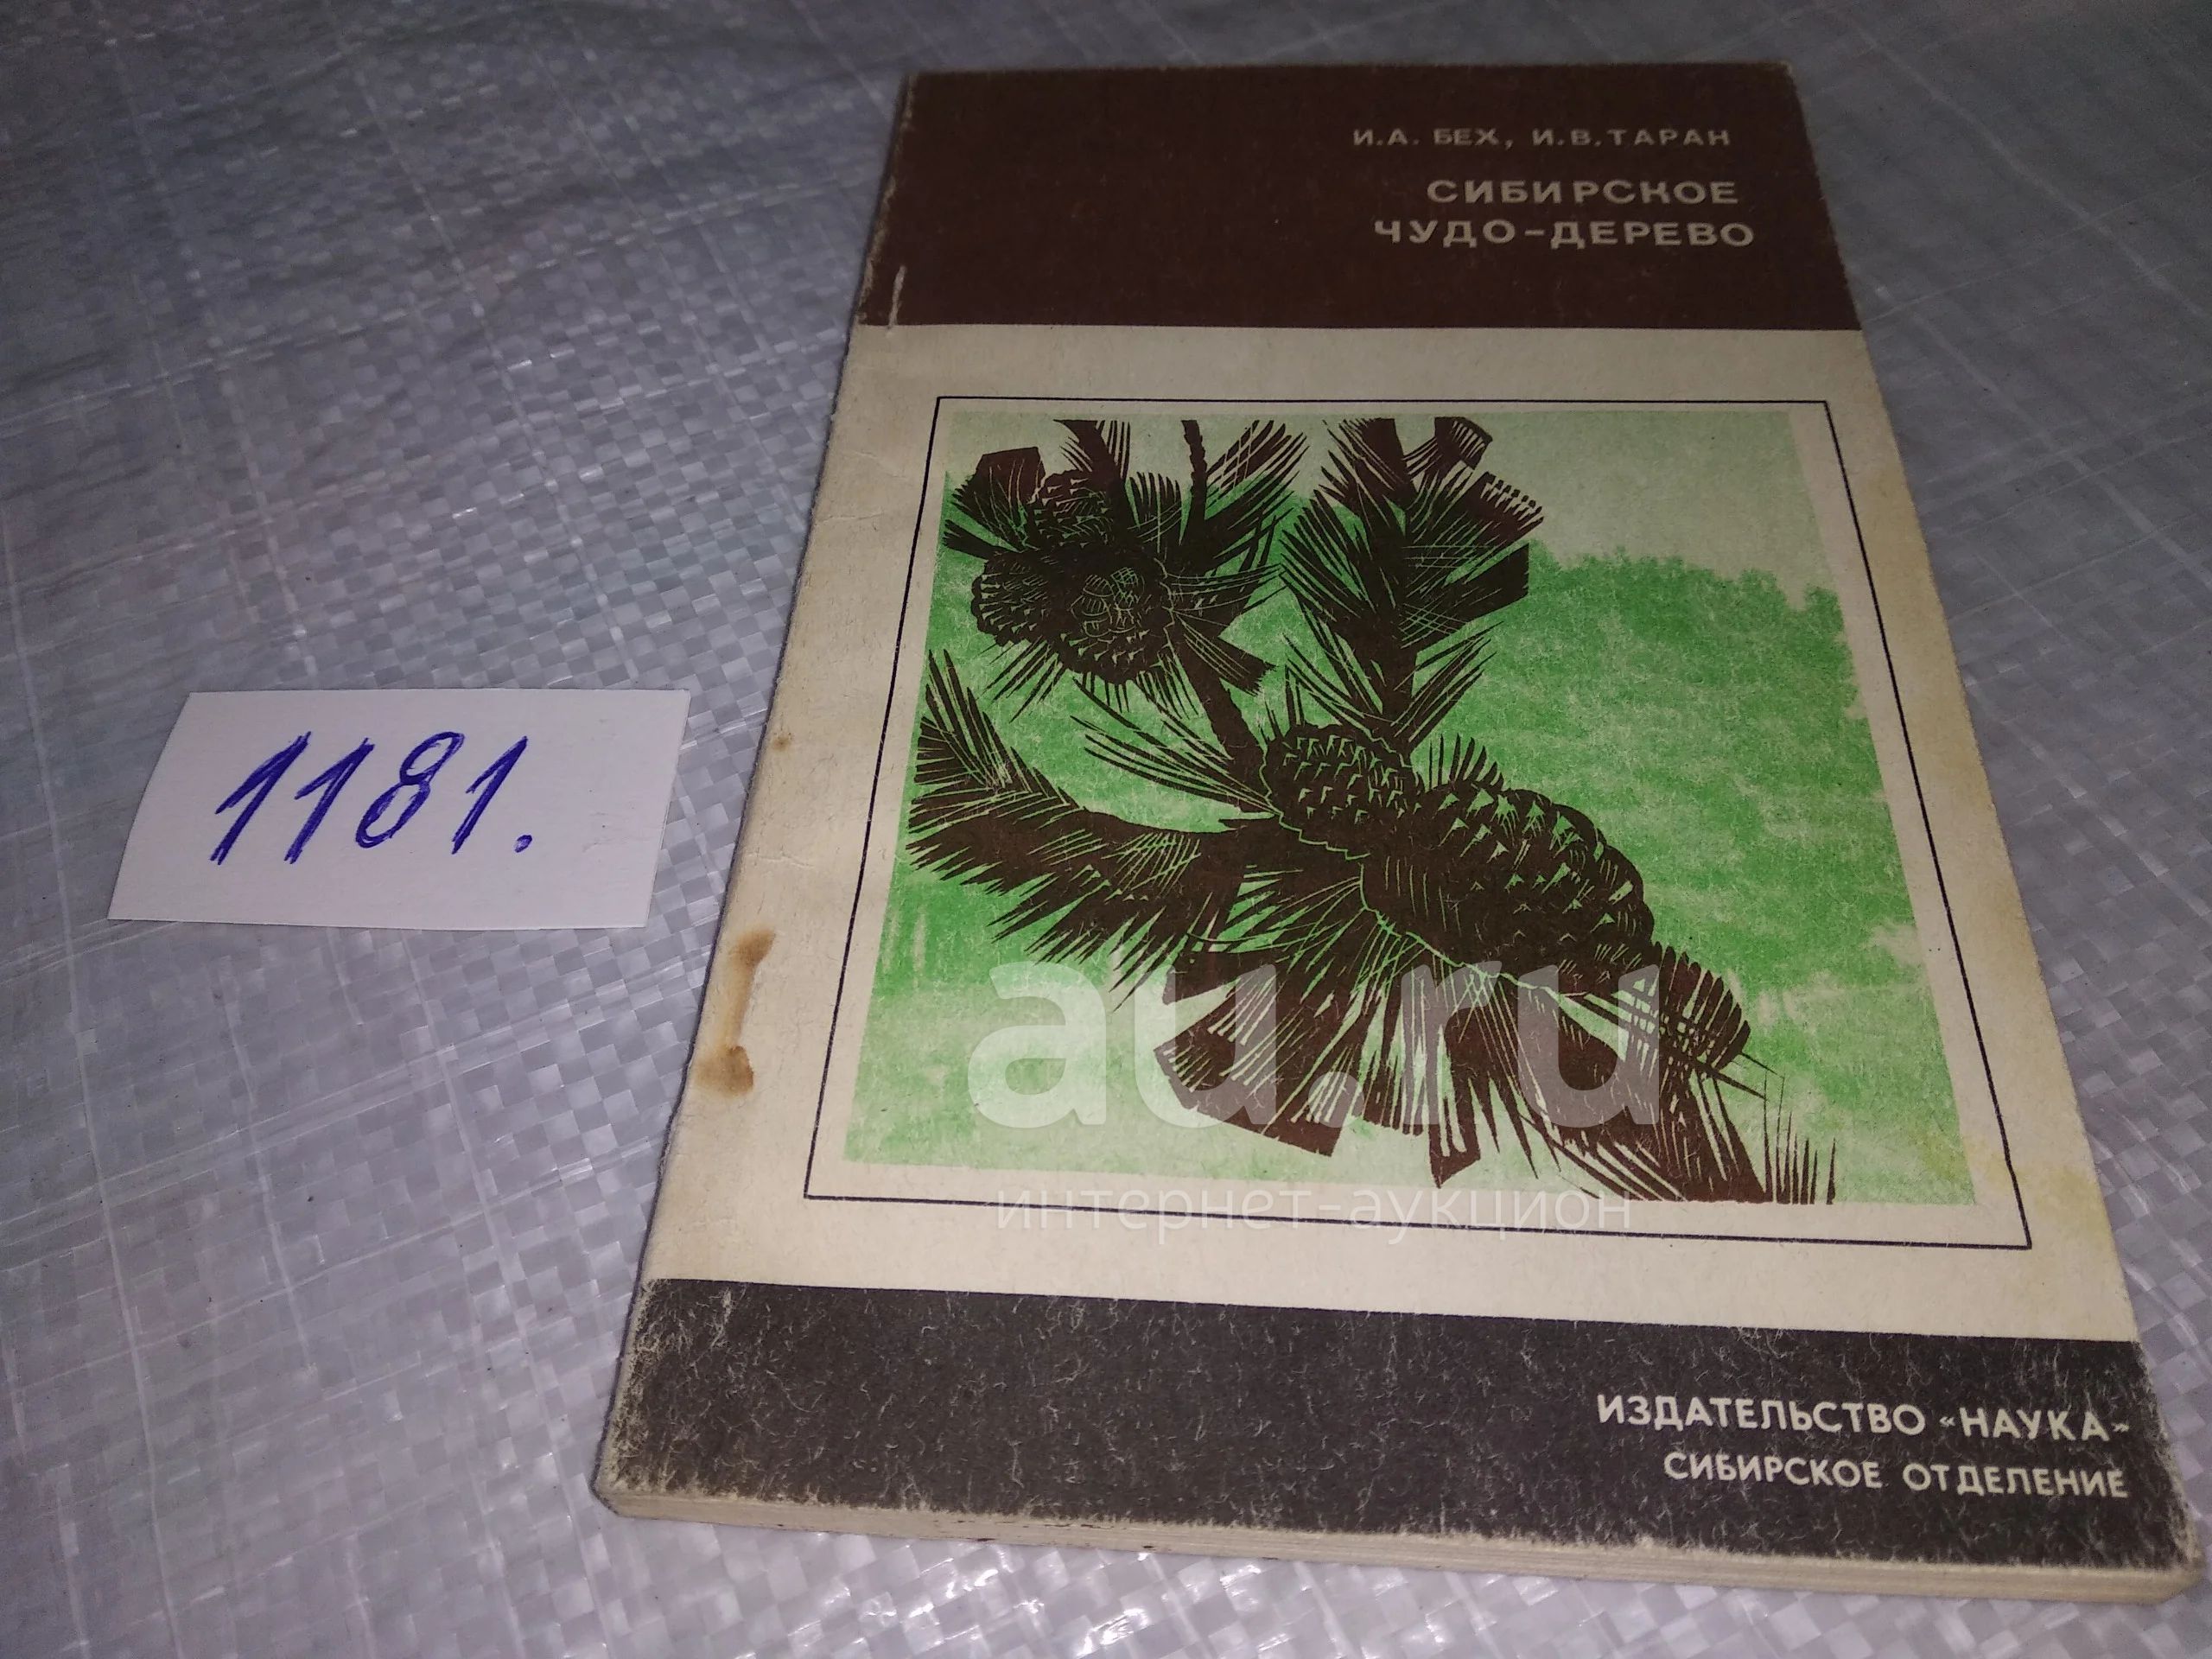 И.А. БЕХ, И.В. ТАРАН
СИБИРСКОЕ
ЧУДО-ДЕРЕВО
1181.
au.ru
интернет-аукцион
ИЗДАТЕЛЬСТВО «НАУКА»
СИБИРСКОЕ ОТДЕЛЕНИЕ